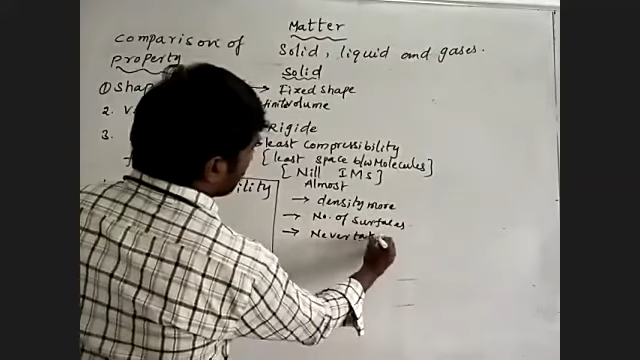 Matter
Comparison of Solid, liquid and gases.
property
Solid
① Shap → Fixed shape
2. V finite volume
3. Rigide
least compressibility
{least space b/w Molecules}
{Nill IMS}
Almost
bility
→ density more
→ No. of surfaces
→ Never tak